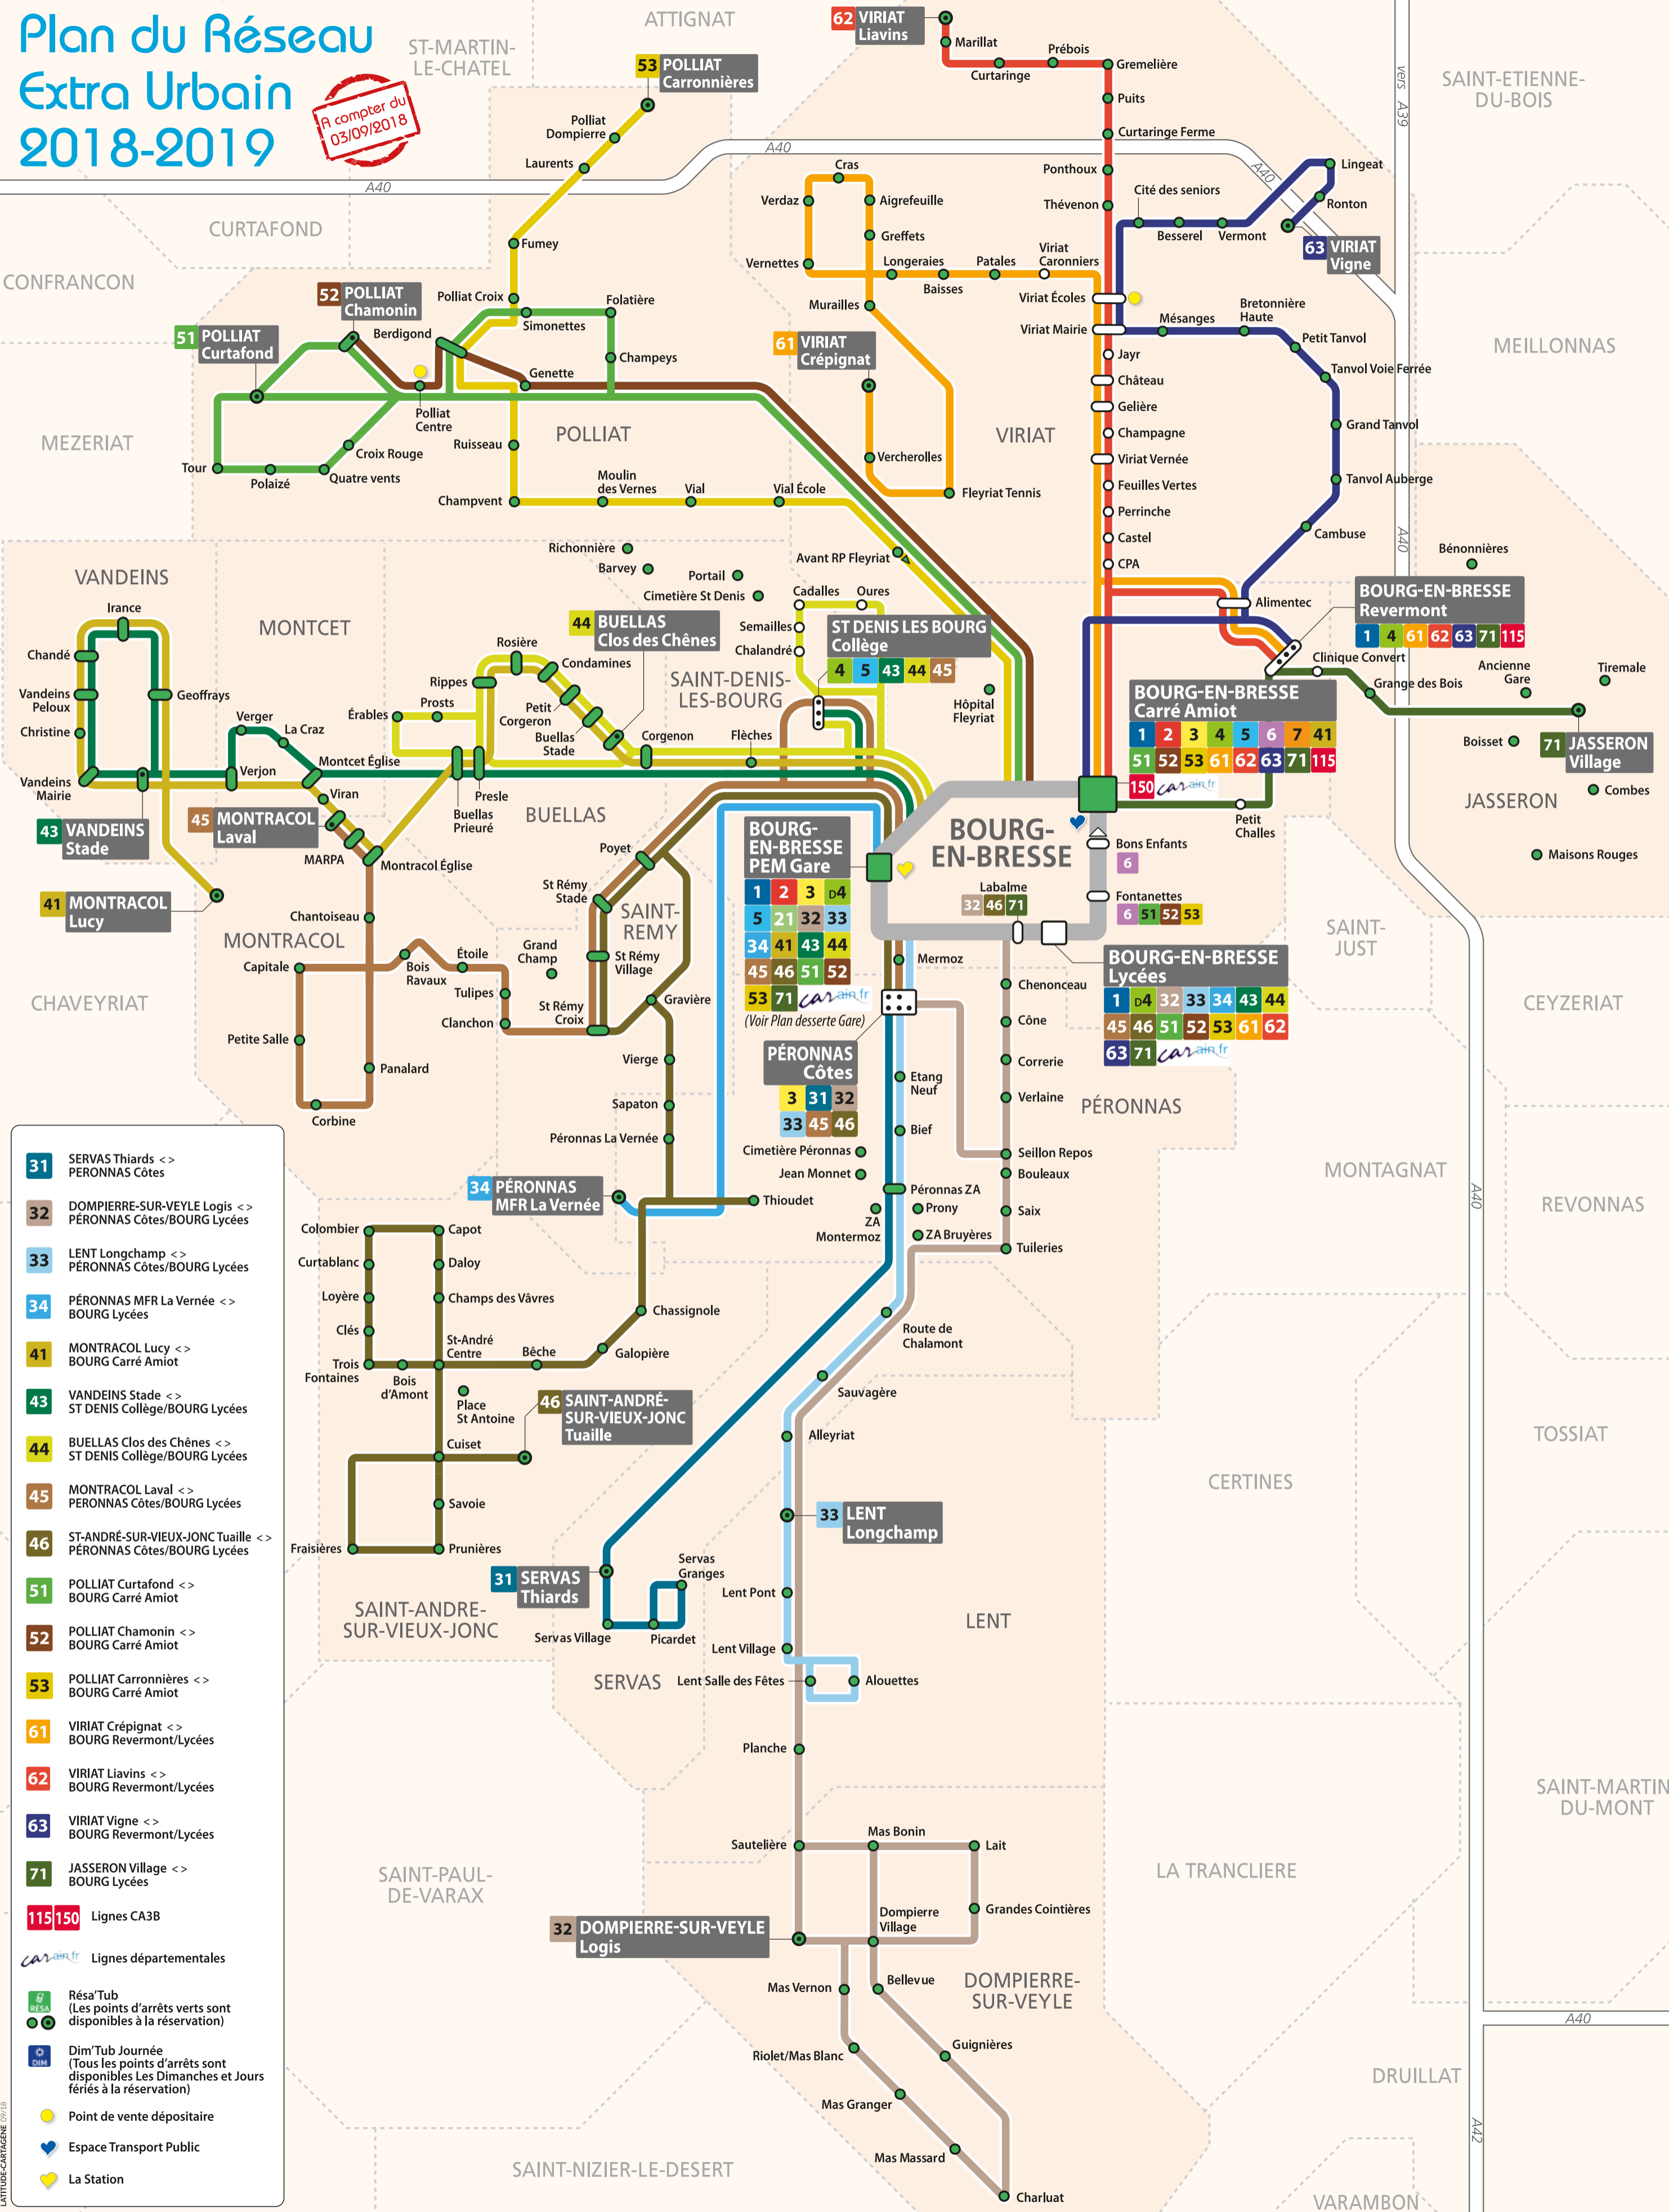 Plan du Réseau
Extra Urbain
2018-2019
A compter du
03/09/2018
ST-MARTIN-
LE-CHATEL
ATTIGNAT
62 VIRIAT
Liavins
Marillat
Curtaringe
Prébois
Gremelière
Puits
Curtaringe Ferme
Ponthoux
Thévenon
vers A39
SAINT-ETIENNE-
DU-BOIS
53 POLLIAT
Carronnières
Polliat
Dompierre
Laurents
A40
A40
A40
CURTAFOND
CONFRANCON
Fumey
Cras
Verdaz
Aigrefeuille
Greffets
Vernettes
Longeraies
Baisses
Patales
Viriat
Caronniers
Murailles
Cité des seniors
Besserel
Vermont
Lingeat
Ronton
63 VIRIAT
Vigne
Viriat Écoles
Viriat Mairie
Mésanges
Bretonnière
Haute
Petit Tanvol
Tanvol Voie Ferrée
Grand Tanvol
Tanvol Auberge
Cambuse
MEILLONNAS
52 POLLIAT
Chamonin
51 POLLIAT
Curtafond
Berdigond
Polliat Croix
Simonettes
Folatière
Champeys
Genette
Polliat
Centre
Croix Rouge
Quatre vents
Polaizé
Tour
MEZERIAT
POLLIAT
Ruisseau
Champvent
Moulin
des Vernes
Vial
Vial École
Avant RP Fleyriat
61 VIRIAT
Crépignat
Vercherolles
Fleyriat Tennis
VIRIAT
Jayr
Château
Gelière
Champagne
Viriat Vernée
Feuilles Vertes
Perrinche
Castel
CPA
Alimentec
A40
Bénonnières
BOURG-EN-BRESSE
Revermont
1 4 61 62 63 71 115
Clinique Convert
Grange des Bois
Ancienne
Gare
Tiremale
Boisset
71 JASSERON
Village
Combes
JASSERON
Maisons Rouges
VANDEINS
MONTCET
Irance
Chandé
Vandeins
Peloux
Christine
Geoffrays
Vandeins
Mairie
Verger
La Craz
Verjon
Montcet Église
Viran
43 VANDEINS
Stade
45 MONTRACOL
Laval
MARPA
Montracol Église
41 MONTRACOL
Lucy
Richonnière
Barvey
Portail
Cimetière St Denis
44 BUELLAS
Clos des Chênes
Rosière
Condamines
Rippes
Érables
Prosts
Petit
Corgeron
Buellas
Stade
Corgenon
Flèches
Presle
Buellas
Prieuré
BUELLAS
SAINT-DENIS-
LES-BOURG
Cadalles
Oures
Semailles
Chalandré
ST DENIS LES BOURG
Collège
4 5 43 44 45
Hôpital
Fleyriat
BOURG-EN-BRESSE
Carré Amiot
1 2 3 4 5 6 7 41
51 52 53 61 62 63 71 115
150 car ain.fr
Petit
Challes
Bons Enfants
6
Fontanettes
6 51 52 53
BOURG-
EN-BRESSE
Labalme
32 46 71
BOURG-
EN-BRESSE
PEM Gare
1 2 3 D4
5 21 32 33
34 41 43 44
45 46 51 52
53 71 car ain.fr
(Voir Plan desserte Gare)
BOURG-EN-BRESSE
Lycées
1 D4 32 33 34 43 44
45 46 51 52 53 61 62
63 71 car ain.fr
SAINT-
JUST
CEYZERIAT
CHAVEYRIAT
MONTRACOL
Chantoiseau
Capitale
Bois
Ravaux
Étoile
Tulipes
Clanchon
Petite Salle
Panalard
Corbine
Poyet
St Rémy
Stade
SAINT-
REMY
Grand
Champ
St Rémy
Village
St Rémy
Croix
Gravière
Vierge
Sapaton
Péronnas La Vernée
34 PÉRONNAS
MFR La Vernée
Thioudet
Mermoz
PÉRONNAS
Côtes
3 31 32
33 45 46
Etang
Neuf
Bief
Cimetière Péronnas
Jean Monnet
Péronnas ZA
Prony
ZA
Montermoz
ZA Bruyères
Chenonceau
Cône
Correrie
Verlaine
Seillon Repos
Bouleaux
Saix
Tuileries
PÉRONNAS
MONTAGNAT
A40
REVONNAS
Route de
Chalamont
Sauvagère
Alleyriat
TOSSIAT
CERTINES
33 LENT
Longchamp
Lent Pont
Lent Village
Lent Salle des Fêtes
Alouettes
LENT
Colombier
Capot
Curtablanc
Daloy
Loyère
Champs des Vâvres
Clés
St-André
Centre
Bêche
Galopière
Chassignole
Trois
Fontaines
Bois
d'Amont
Place
St Antoine
46 SAINT-ANDRÉ-
SUR-VIEUX-JONC
Tuaille
Cuiset
Savoie
Fraisières
Prunières
SAINT-ANDRE-
SUR-VIEUX-JONC
31 SERVAS
Thiards
Servas
Granges
Servas Village
Picardet
SERVAS
Planche
SAINT-MARTIN
DU-MONT
LA TRANCLIERE
SAINT-PAUL-
DE-VARAX
Sautelière
Mas Bonin
Lait
Grandes Cointières
Dompierre
Village
32 DOMPIERRE-SUR-VEYLE
Logis
Mas Vernon
Bellevue
DOMPIERRE-
SUR-VEYLE
Riolet/Mas Blanc
Guignières
Mas Granger
Mas Massard
Charluat
A40
DRUILLAT
A42
SAINT-NIZIER-LE-DESERT
VARAMBON
31 SERVAS Thiards <>
PERONNAS Côtes
32 DOMPIERRE-SUR-VEYLE Logis <>
PÉRONNAS Côtes/BOURG Lycées
33 LENT Longchamp <>
PÉRONNAS Côtes/BOURG Lycées
34 PÉRONNAS MFR La Vernée <>
BOURG Lycées
41 MONTRACOL Lucy <>
BOURG Carré Amiot
43 VANDEINS Stade <>
ST DENIS Collège/BOURG Lycées
44 BUELLAS Clos des Chênes <>
ST DENIS Collège/BOURG Lycées
45 MONTRACOL Laval <>
PERONNAS Côtes/BOURG Lycées
46 ST-ANDRÉ-SUR-VIEUX-JONC Tuaille <>
PÉRONNAS Côtes/BOURG Lycées
51 POLLIAT Curtafond <>
BOURG Carré Amiot
52 POLLIAT Chamonin <>
BOURG Carré Amiot
53 POLLIAT Carronnières <>
BOURG Carré Amiot
61 VIRIAT Crépignat <>
BOURG Revermont/Lycées
62 VIRIAT Liavins <>
BOURG Revermont/Lycées
63 VIRIAT Vigne <>
BOURG Revermont/Lycées
71 JASSERON Village <>
BOURG Lycées
115 150 Lignes CA3B
car ain.fr Lignes départementales
RÉSA Résa'Tub
(Les points d'arrêts verts sont
disponibles à la réservation)
DIM Dim'Tub Journée
(Tous les points d'arrêts sont
disponibles Les Dimanches et Jours
fériés à la réservation)
Point de vente dépositaire
Espace Transport Public
La Station
LATITUDE-CARTAGÈNE 09/18